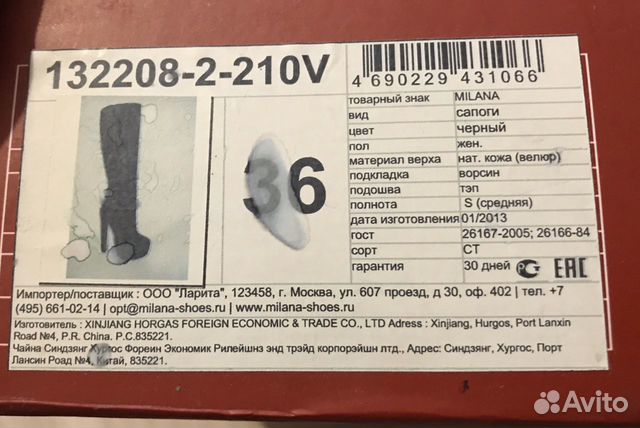 132208-2-210V
4 690229 431066
36
товарный знак MILANA
вид сапоги
цвет черный
пол жен.
материал верха нат. кожа (велюр)
подкладка ворсин
подошва тэп
полнота S (средняя)
дата изготовления 01/2013
гост 26167-2005; 26166-84
сорт СТ
гарантия 30 дней РСТ EAC
Импортер/поставщик : ООО "Ларита", 123458, г. Москва, ул. 607 проезд, д 30, оф. 402 | тел. +7
(495) 661-02-14 | opt@milana-shoes.ru | www.milana-shoes.ru
Изготовитель : XINJIANG HORGAS FOREIGN ECONOMIC & TRADE CO., LTD Adress : Xinjiang, Hurgos, Port Lanxin
Road №4, P.R. China. P.C.835221.
Чайна Синдзянг Хургос Фореин Экономик Рилейшнз энд трэйд корпорэйшн лтд., Адрес: Синдзянг, Хургос, Порт
Лансин Роад №4, Китай, 835221.
Avito